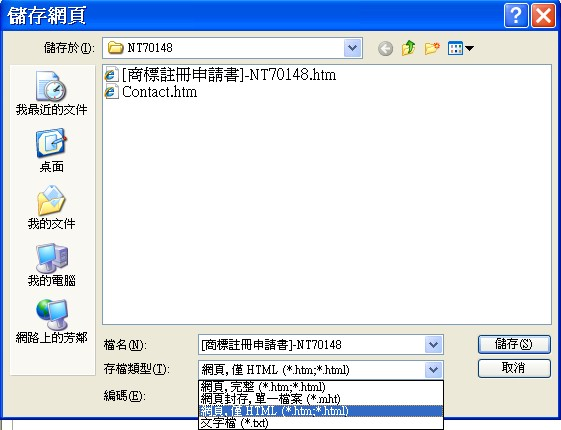 儲存網頁
儲存於(I):
NT70148
[商標註冊申請書]-NT70148.htm
Contact.htm
我最近的文件
桌面
我的文件
我的電腦
網路上的芳鄰
檔名(N):
[商標註冊申請書]-NT70148
儲存(S)
存檔類型(T):
網頁,僅 HTML (*.htm;*.html)
取消
編碼(E):
網頁,完整 (*.htm;*.html)
網頁封存,單一檔案 (*.mht)
網頁,僅 HTML (*.htm;*.html)
文字檔 (*.txt)